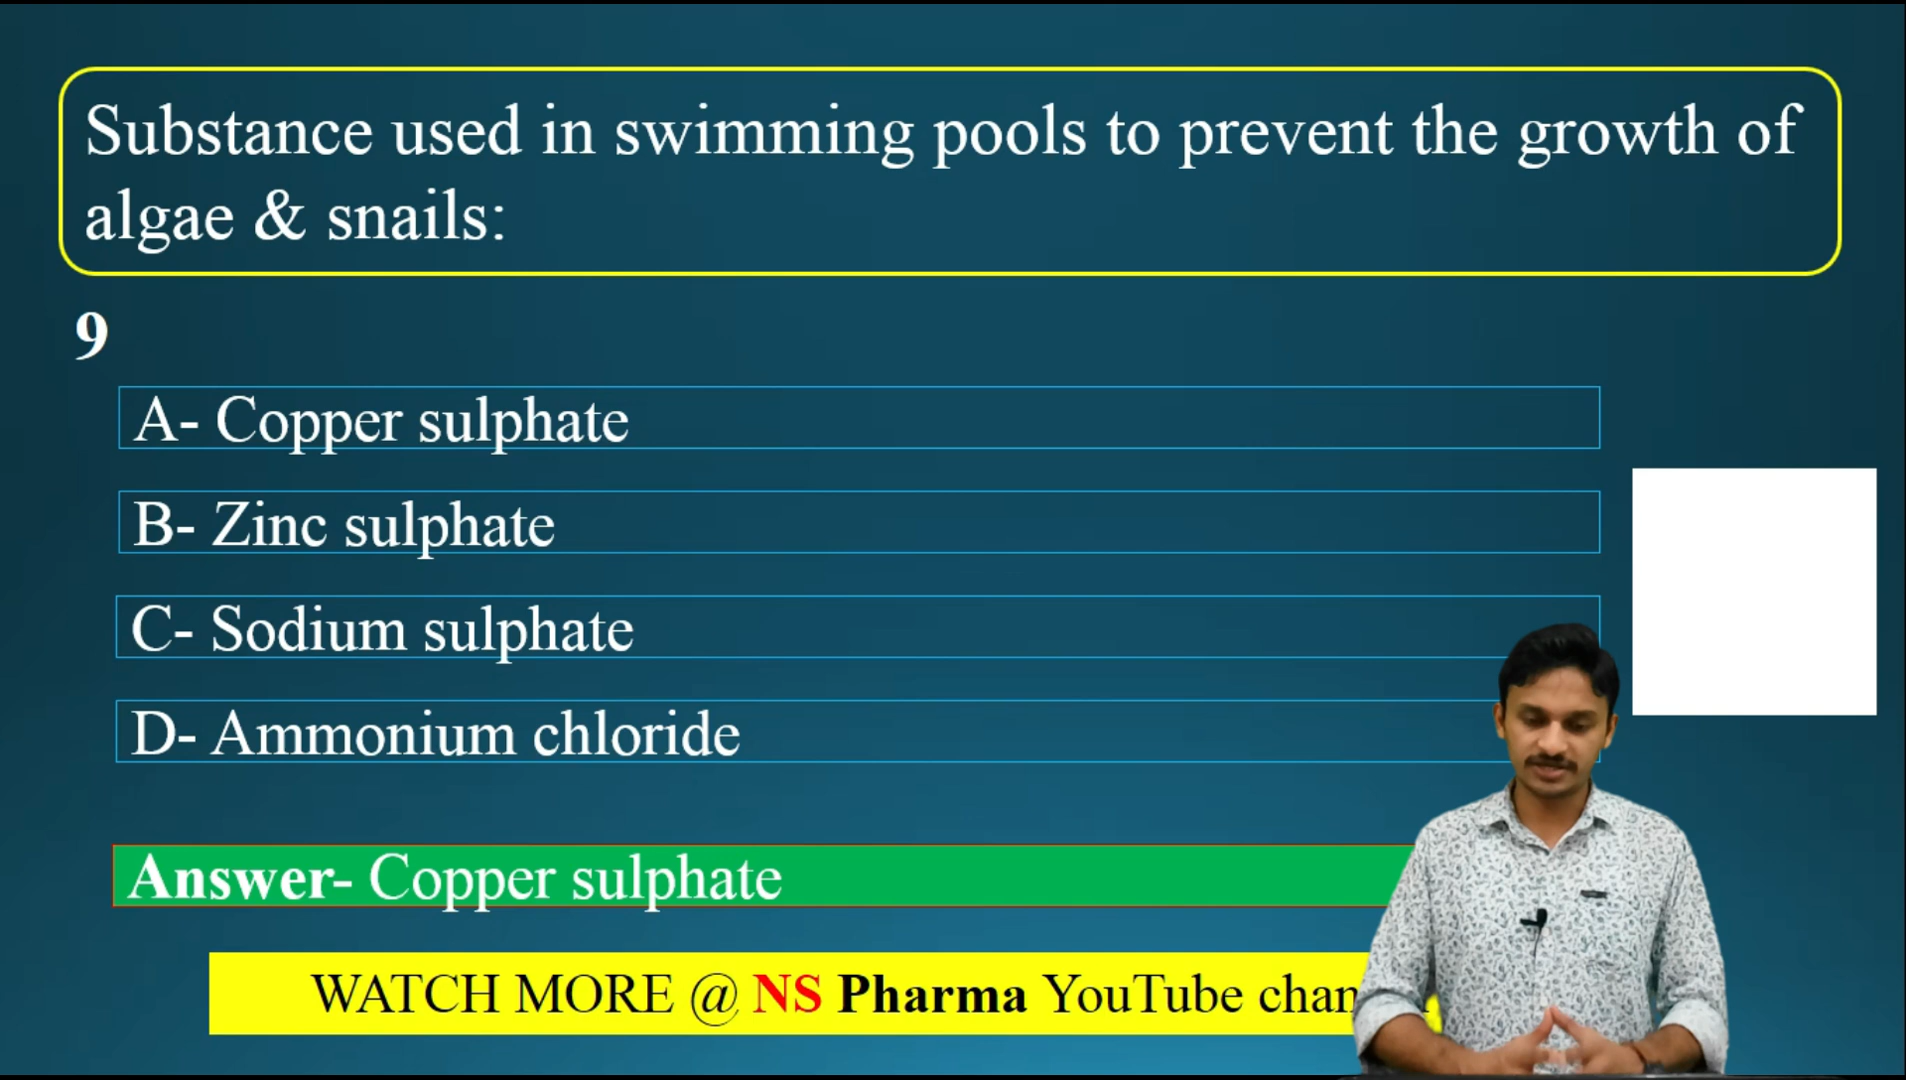 Substance used in swimming pools to prevent the growth of
algae & snails:
9
A- Copper sulphate
B- Zinc sulphate
C- Sodium sulphate
D- Ammonium chloride
Answer- Copper sulphate
WATCH MORE @ NS Pharma YouTube chan